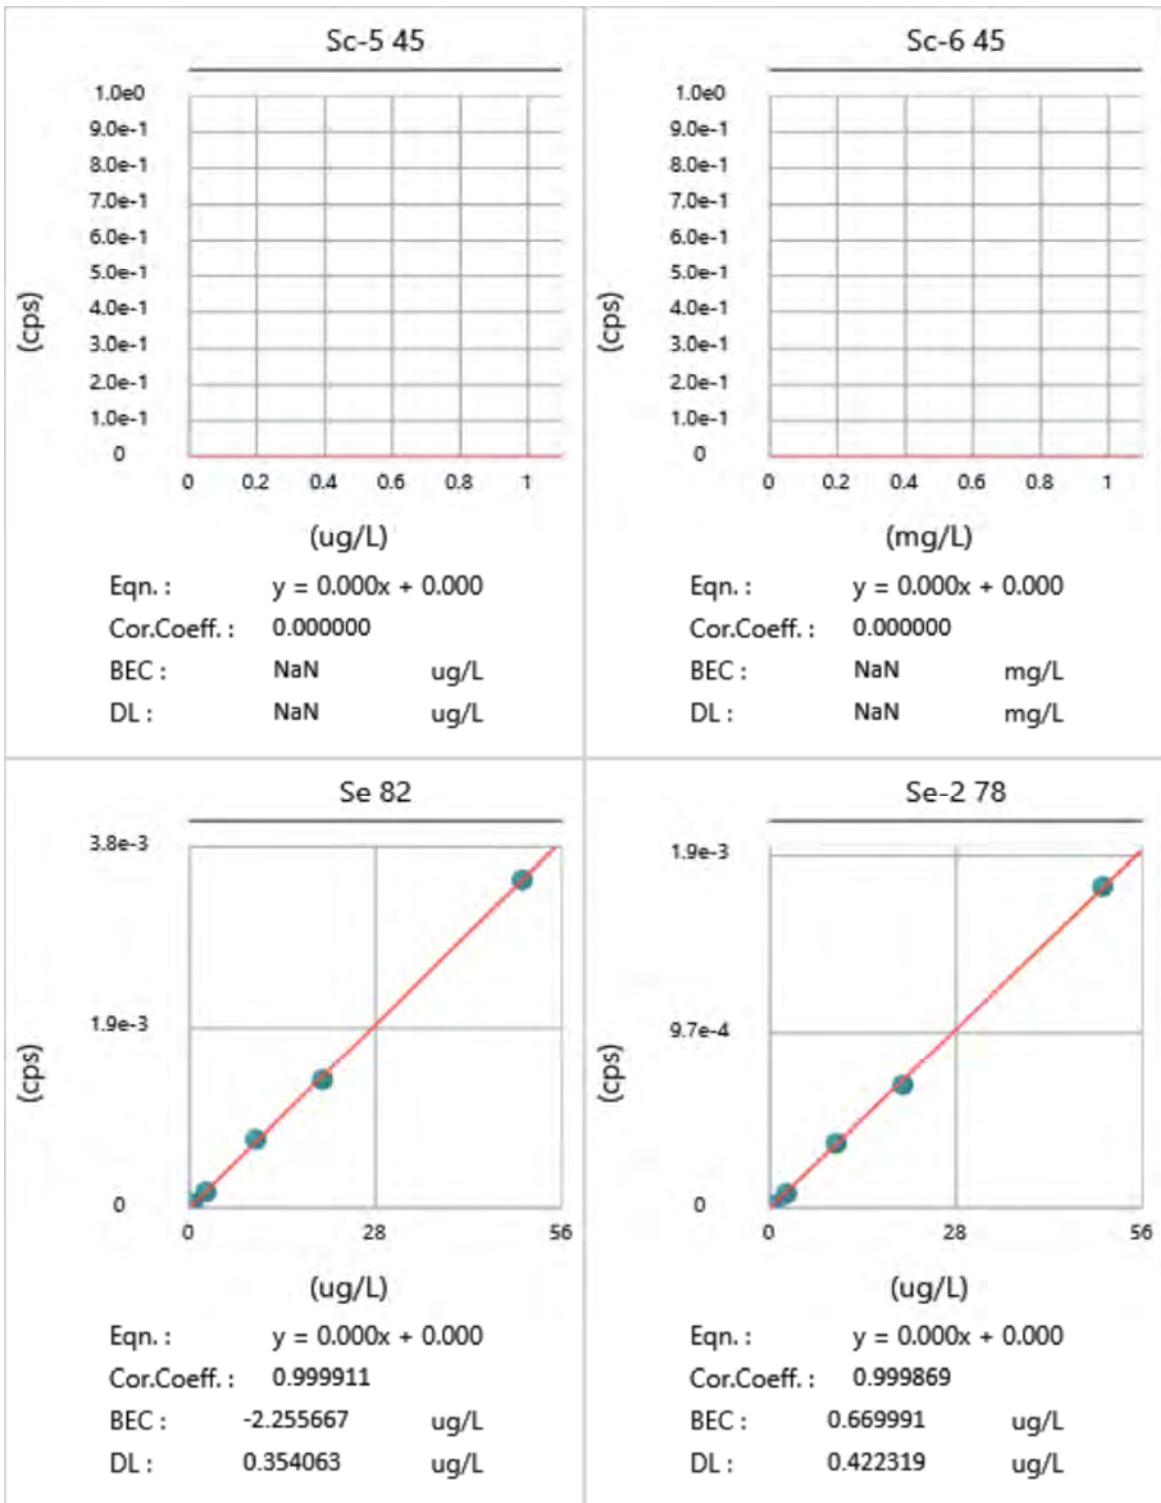 Sc-5 45
1.0e0
9.0e-1
8.0e-1
7.0e-1
6.0e-1
5.0e-1
4.0e-1
3.0e-1
2.0e-1
1.0e-1
0
(cps)
0 0.2 0.4 0.6 0.8 1
(ug/L)
Eqn. : y = 0.000x + 0.000
Cor.Coeff. : 0.000000
BEC : NaN ug/L
DL : NaN ug/L
Sc-6 45
1.0e0
9.0e-1
8.0e-1
7.0e-1
6.0e-1
5.0e-1
4.0e-1
3.0e-1
2.0e-1
1.0e-1
0
(cps)
0 0.2 0.4 0.6 0.8 1
(mg/L)
Eqn. : y = 0.000x + 0.000
Cor.Coeff. : 0.000000
BEC : NaN mg/L
DL : NaN mg/L
Se 82
3.8e-3
1.9e-3
0
(cps)
0 28 56
(ug/L)
Eqn. : y = 0.000x + 0.000
Cor.Coeff. : 0.999911
BEC : -2.255667 ug/L
DL : 0.354063 ug/L
Se-2 78
1.9e-3
9.7e-4
0
(cps)
0 28 56
(ug/L)
Eqn. : y = 0.000x + 0.000
Cor.Coeff. : 0.999869
BEC : 0.669991 ug/L
DL : 0.422319 ug/L